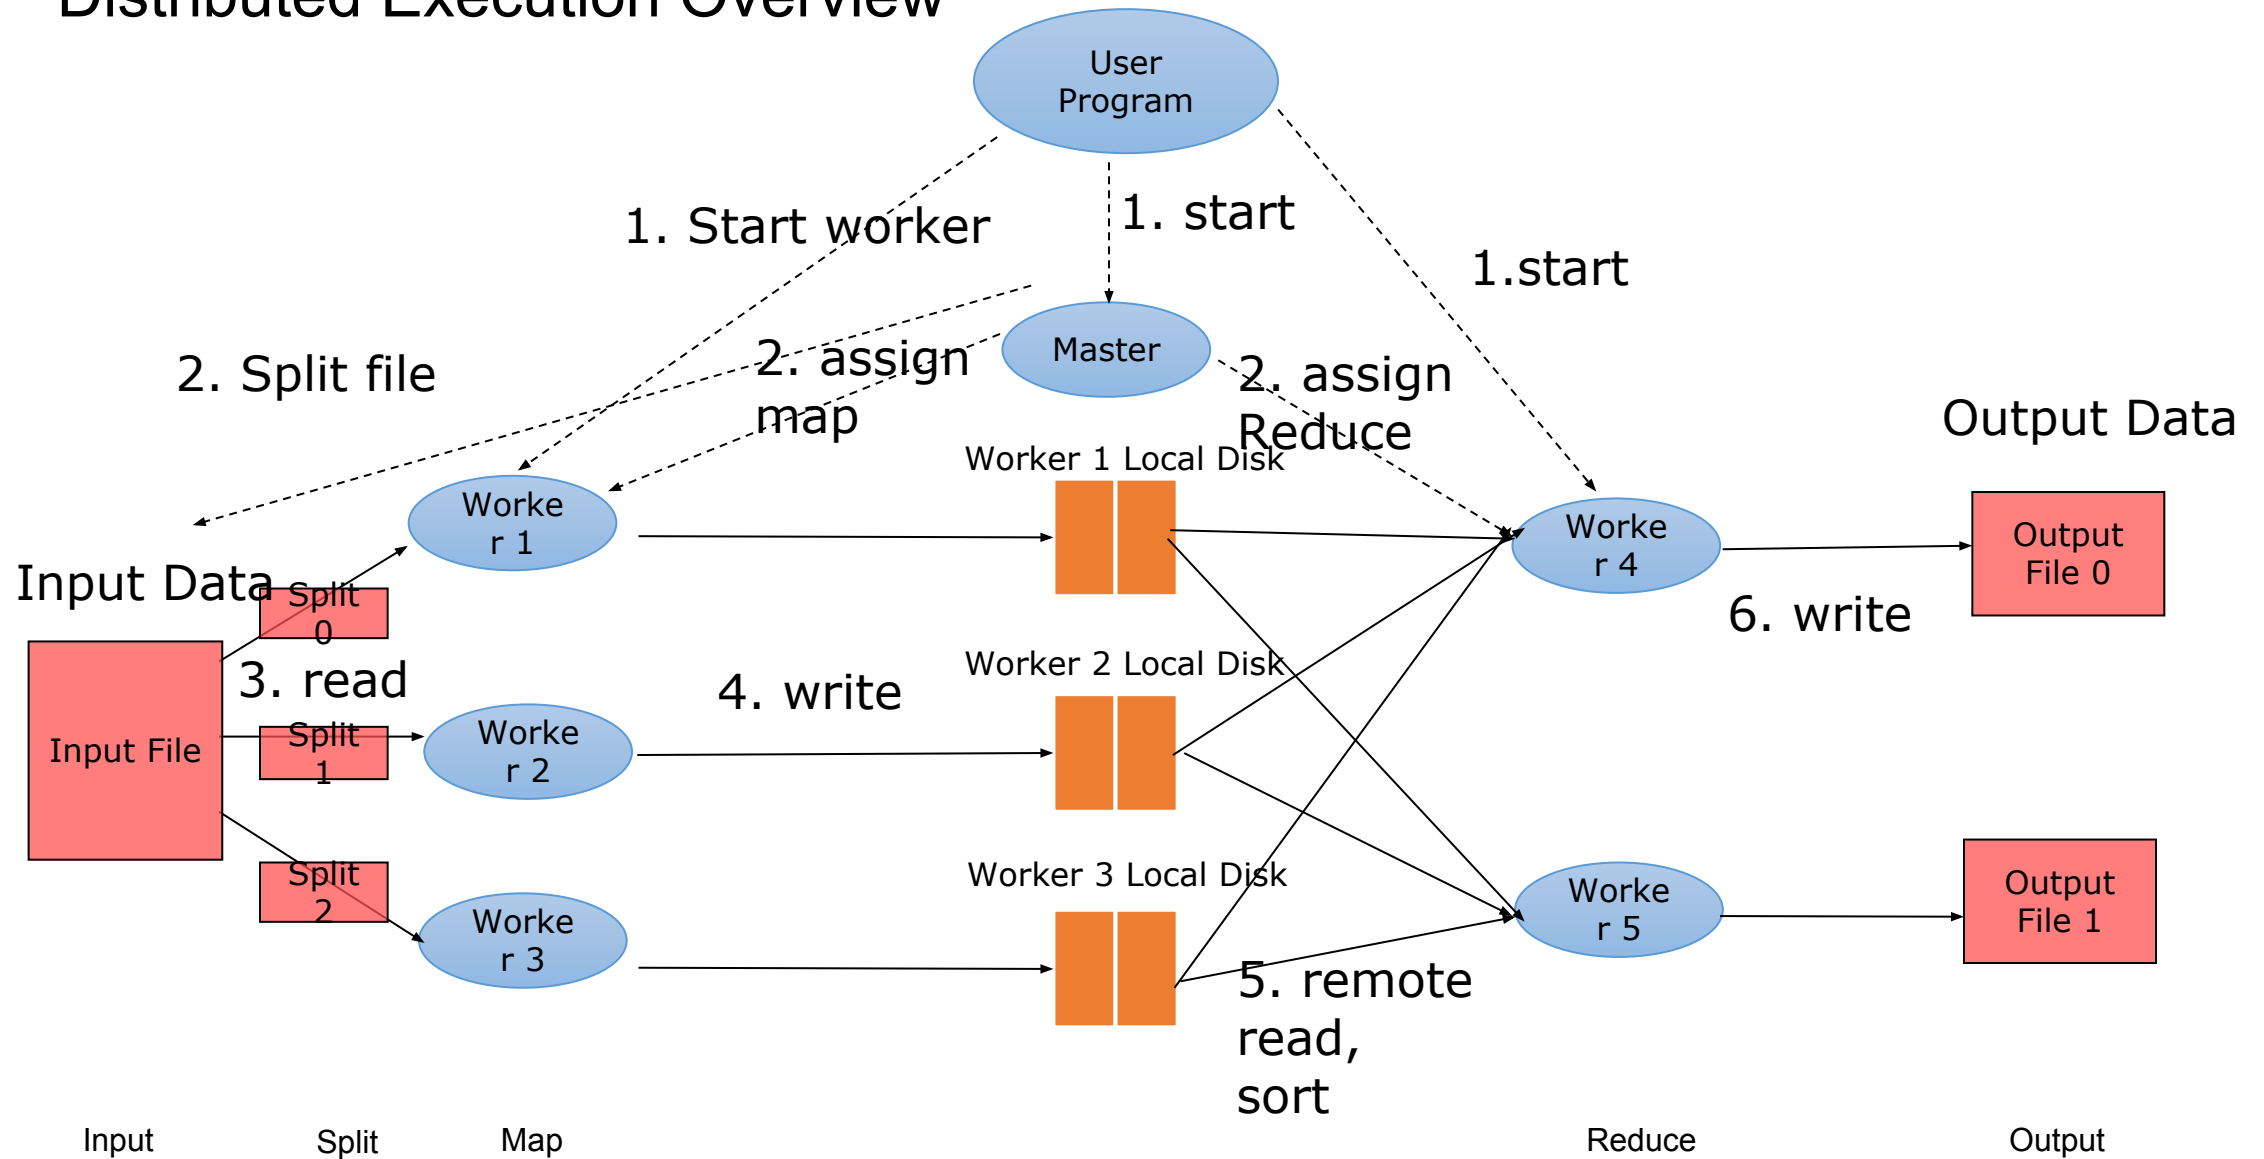 Distributed Execution Overview
User
Program
1. Start worker
1. start
1.start
Master
2. Split file
2. assign
map
2. assign
Reduce
Output Data
Worker 1 Local Disk
Worke
r 1
Worke
r 4
Output
File 0
Input Data
Split
0
6. write
3. read
4. write
Worker 2 Local Disk
Input File
Split
1
Worke
r 2
Worker 3 Local Disk
Split
2
Worke
r 3
Worke
r 5
Output
File 1
5. remote
read,
sort
Input
Split
Map
Reduce
Output